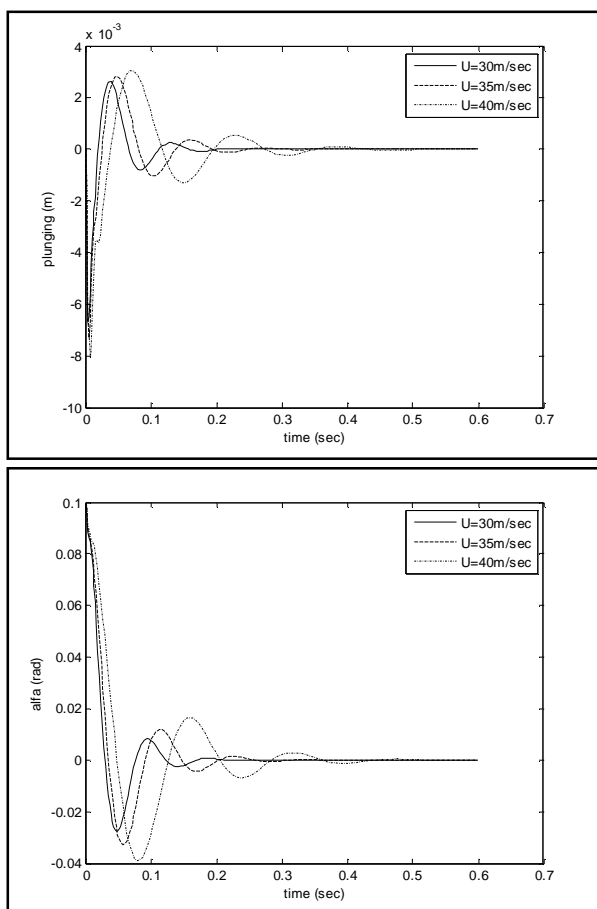 x 10-3
4
2
0
-2
-4
-6
-8
-10
plunging (m)
0 0.1 0.2 0.3 0.4 0.5 0.6 0.7
time (sec)
U=30m/sec
U=35m/sec
U=40m/sec
0.1
0.08
0.06
0.04
0.02
0
-0.02
-0.04
alfa (rad)
0 0.1 0.2 0.3 0.4 0.5 0.6 0.7
time (sec)
U=30m/sec
U=35m/sec
U=40m/sec